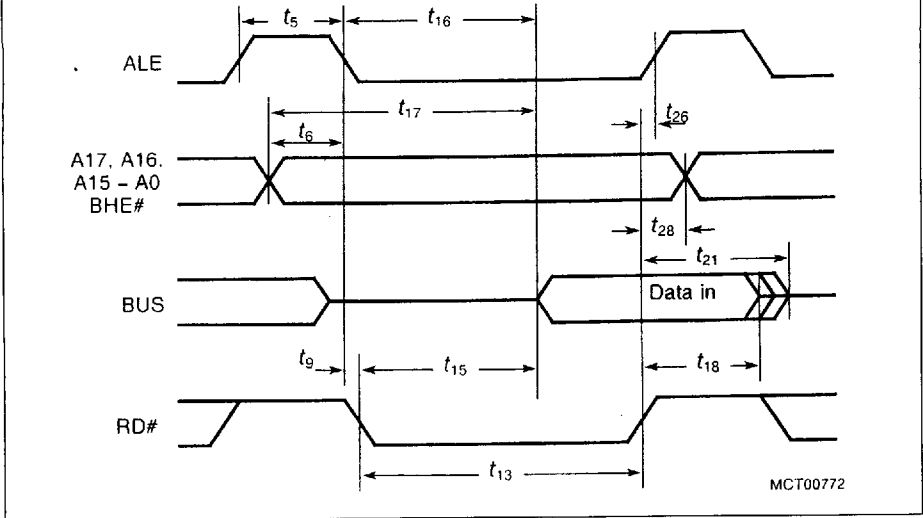 t5
t16
ALE
t17
t26
t6
A17, A16.
A15 – A0
BHE#
t28
t21
BUS
Data in
t9
t15
t18
RD#
t13
MCT00772